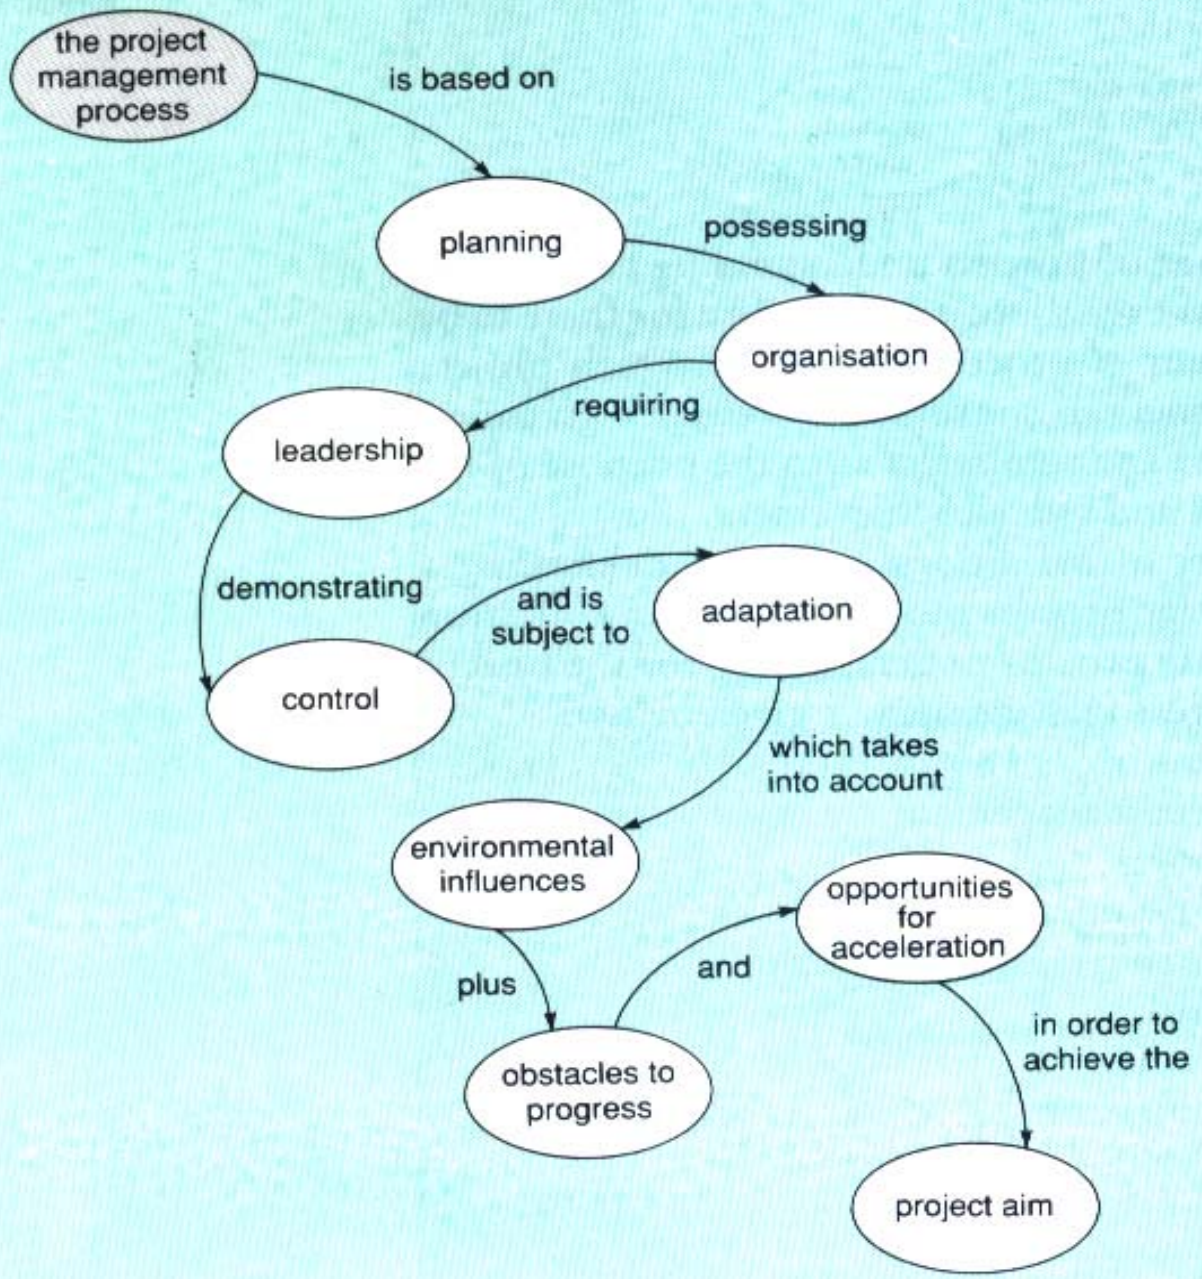 the project
management
process
is based on
planning
possessing
organisation
requiring
leadership
demonstrating
control
and is
subject to
adaptation
which takes
into account
environmental
influences
plus
obstacles to
progress
and
opportunities
for
acceleration
in order to
achieve the
project aim